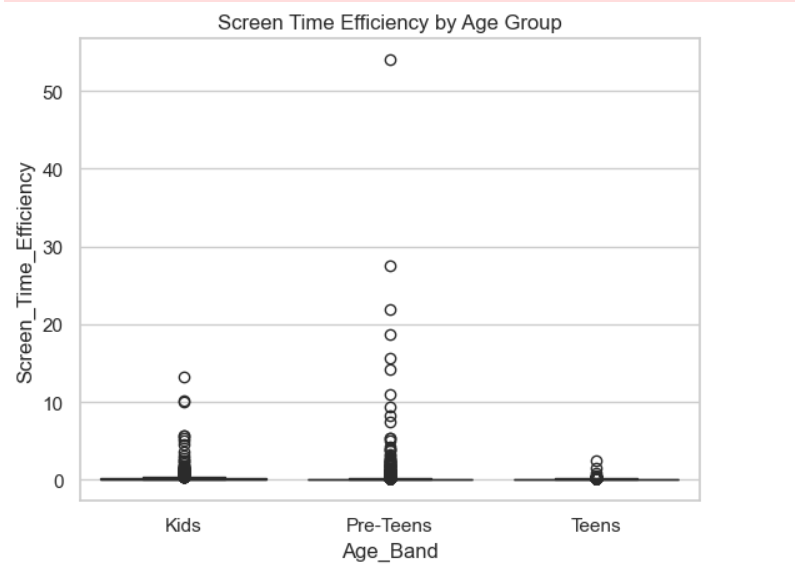 Screen Time Efficiency by Age Group
Screen_Time_Efficiency
50
40
30
20
10
0
Kids
Pre-Teens
Teens
Age_Band